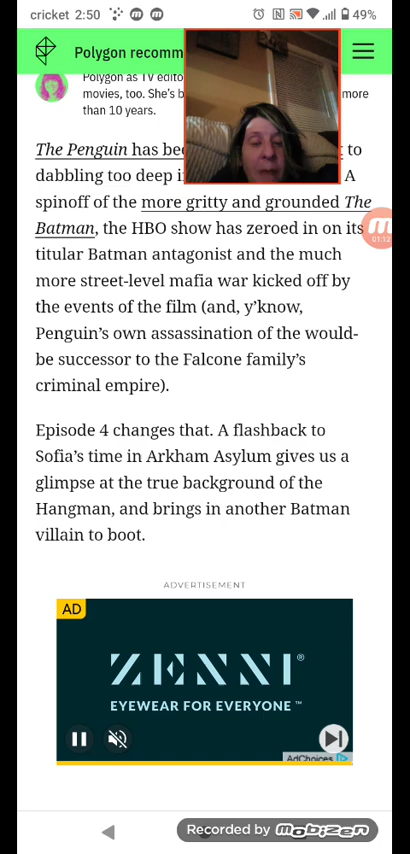 cricket 2:50
49%
Polygon recomm
Polygon as TV edito
movies, too. She's b
more
than 10 years.
The Penguin has bee
to
dabbling too deep i
A
spinoff of the more gritty and grounded The
Batman, the HBO show has zeroed in on its
titular Batman antagonist and the much
01:12
more street-level mafia war kicked off by
the events of the film (and, y'know,
Penguin's own assassination of the would-
be successor to the Falcone family's
criminal empire).
Episode 4 changes that. A flashback to
Sofia's time in Arkham Asylum gives us a
glimpse at the true background of the
Hangman, and brings in another Batman
villain to boot.
ADVERTISEMENT
AD
ZENNI®
EYEWEAR FOR EVERYONE ™
AdChoices
Recorded by mobizen